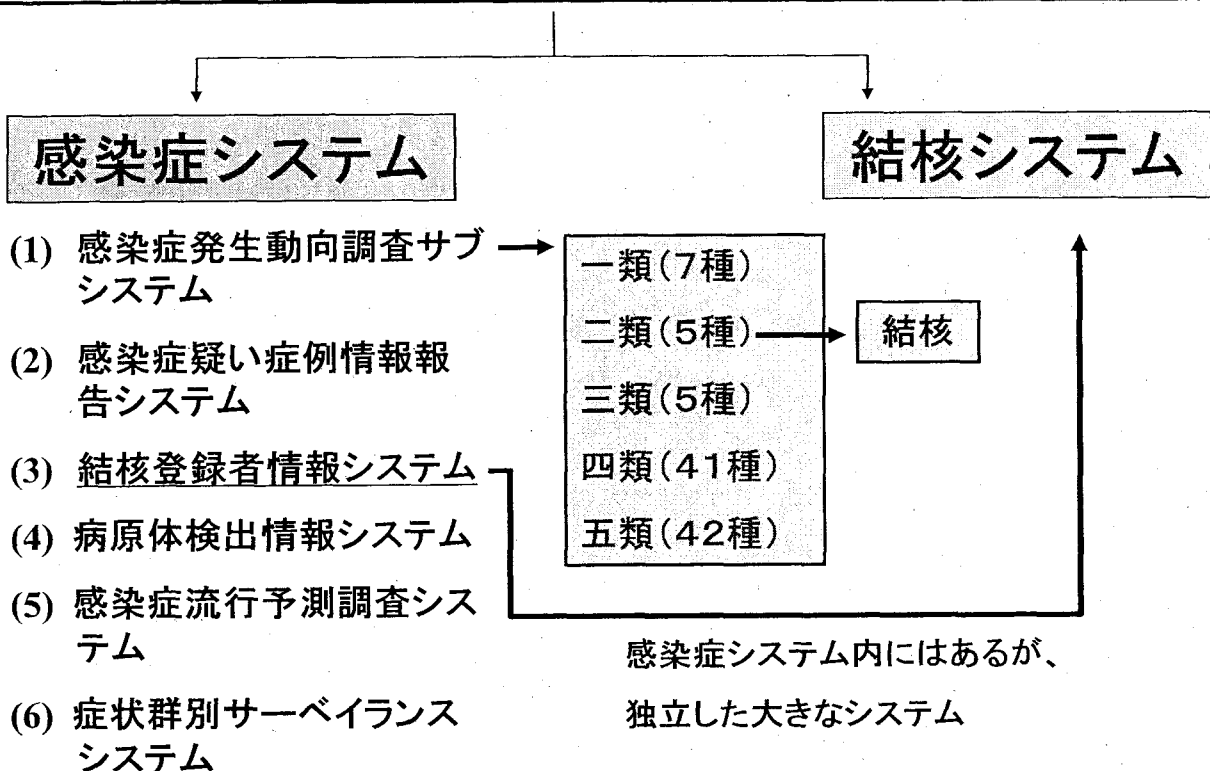 感染症システム
結核システム
(1) 感染症発生動向調査サブ
システム
(2) 感染症疑い症例情報報
告システム
(3) 結核登録者情報システム
(4) 病原体検出情報システム
(5) 感染症流行予測調査シス
テム
(6) 症状群別サーベイランス
システム
一類(7種)
二類(5種)
三類(5種)
四類(41種)
五類(42種)
結核
感染症システム内にはあるが、
独立した大きなシステム